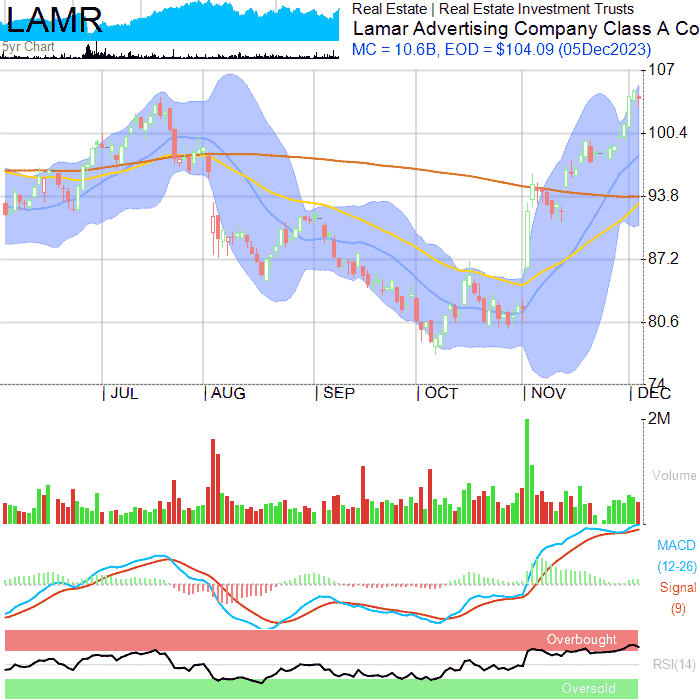 LAMR
5yr Chart
Real Estate | Real Estate Investment Trusts
Lamar Advertising Company Class A Co
MC = 10.6B, EOD = $104.09 (05Dec2023)
107
100.4
93.8
87.2
80.6
74
JUL AUG SEP OCT NOV DEC
2M
Volume
MACD
(12-26)
Signal
(9)
Overbought
RSI(14)
Oversold